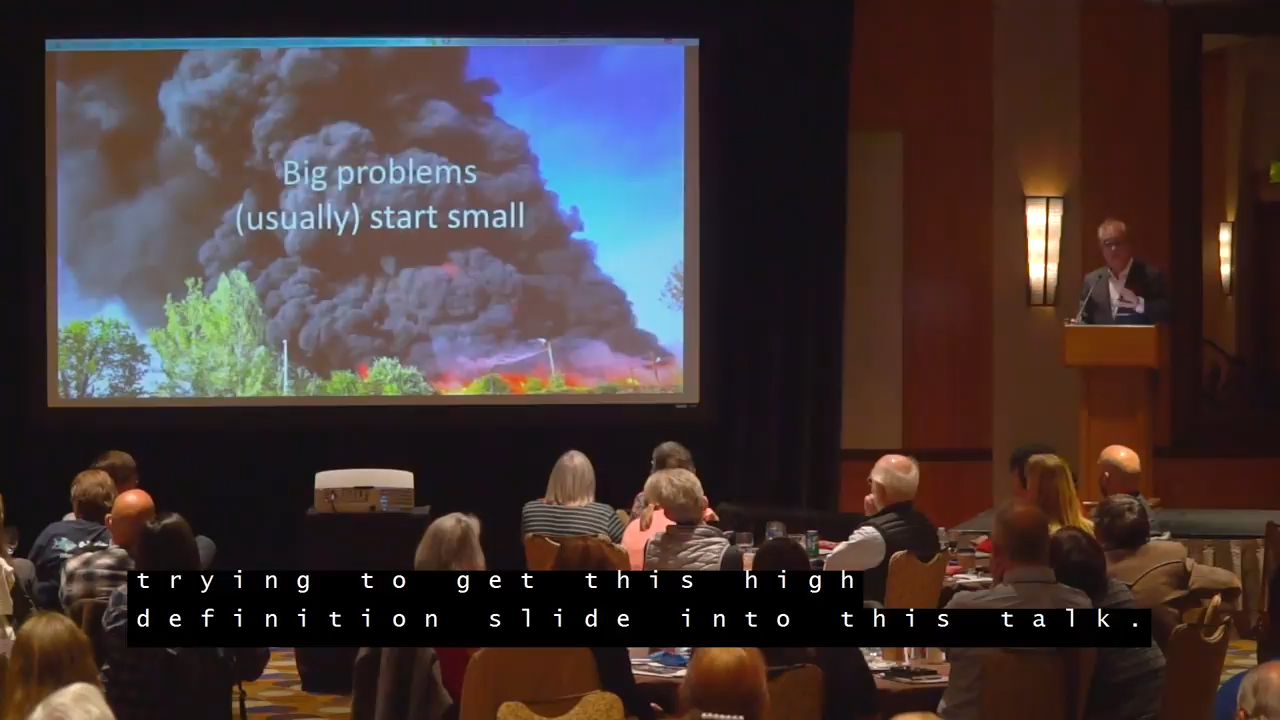 Big problems
(usually) start small
trying to get this high
definition slide into this talk.